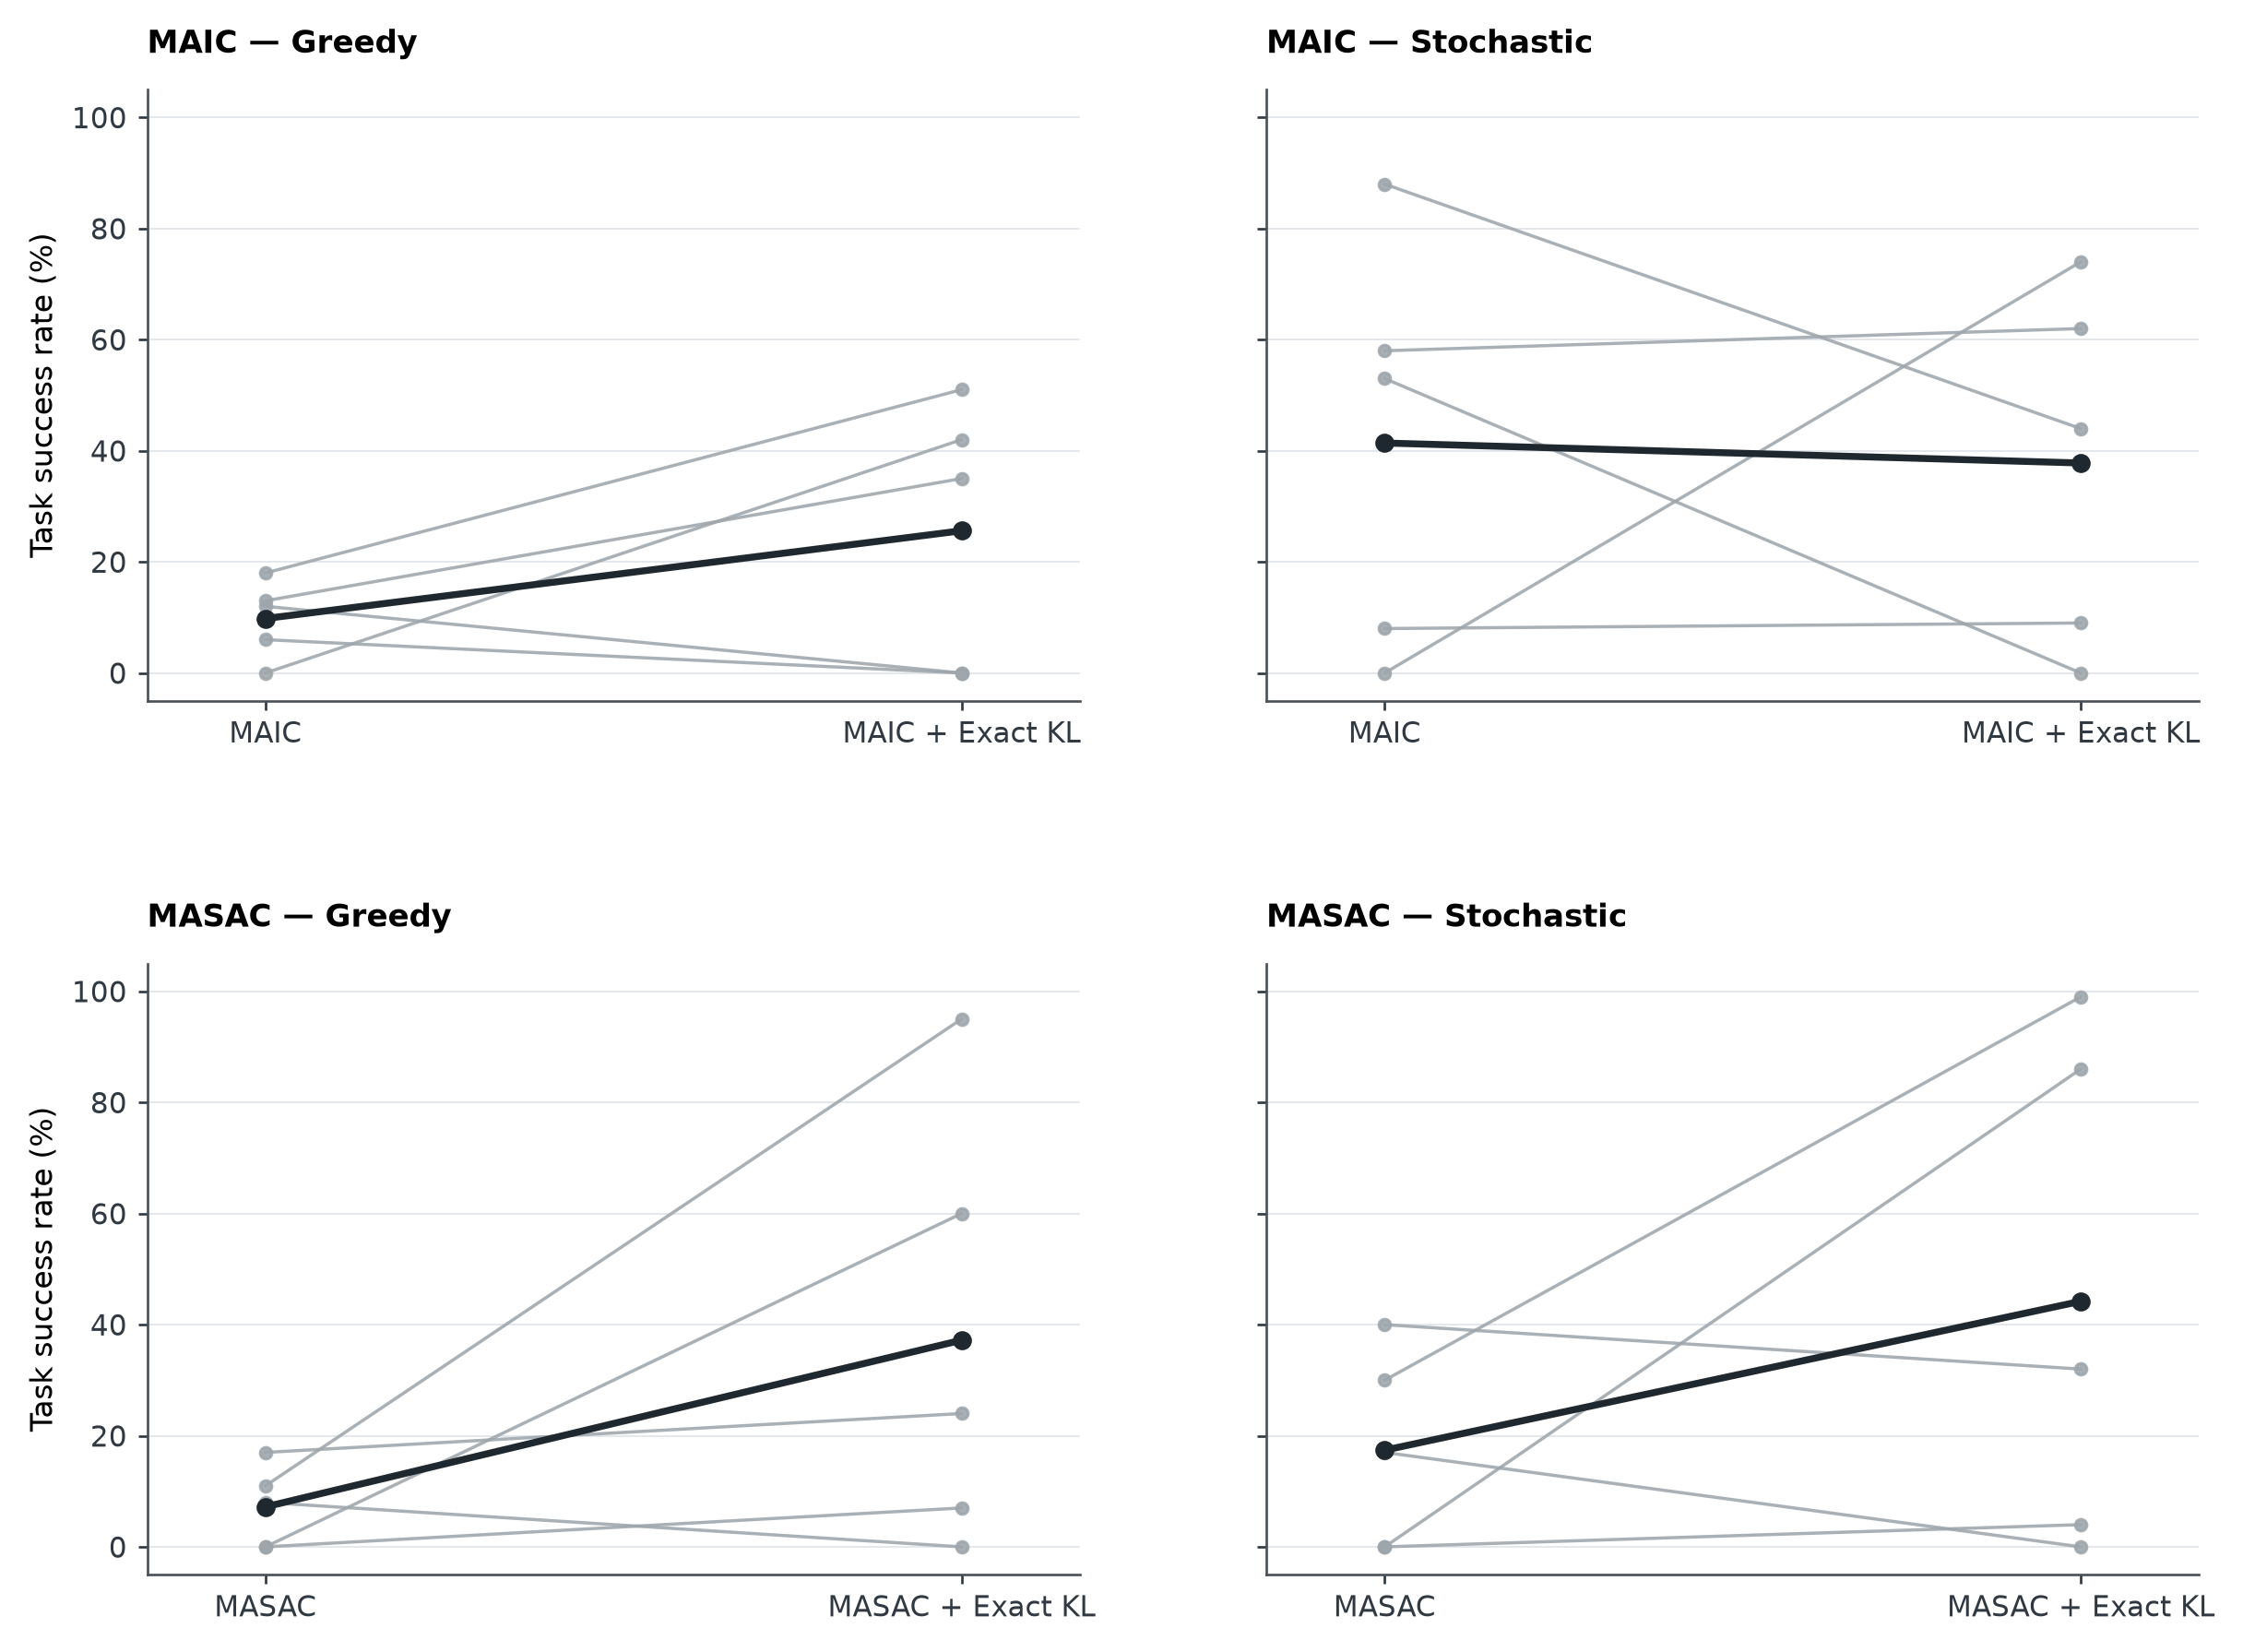 MAIC — Greedy
MAIC — Stochastic
Task success rate (%)
100
80
60
40
20
0
MAIC
MAIC + Exact KL
MAIC
MAIC + Exact KL
MASAC — Greedy
MASAC — Stochastic
Task success rate (%)
100
80
60
40
20
0
MASAC
MASAC + Exact KL
MASAC
MASAC + Exact KL